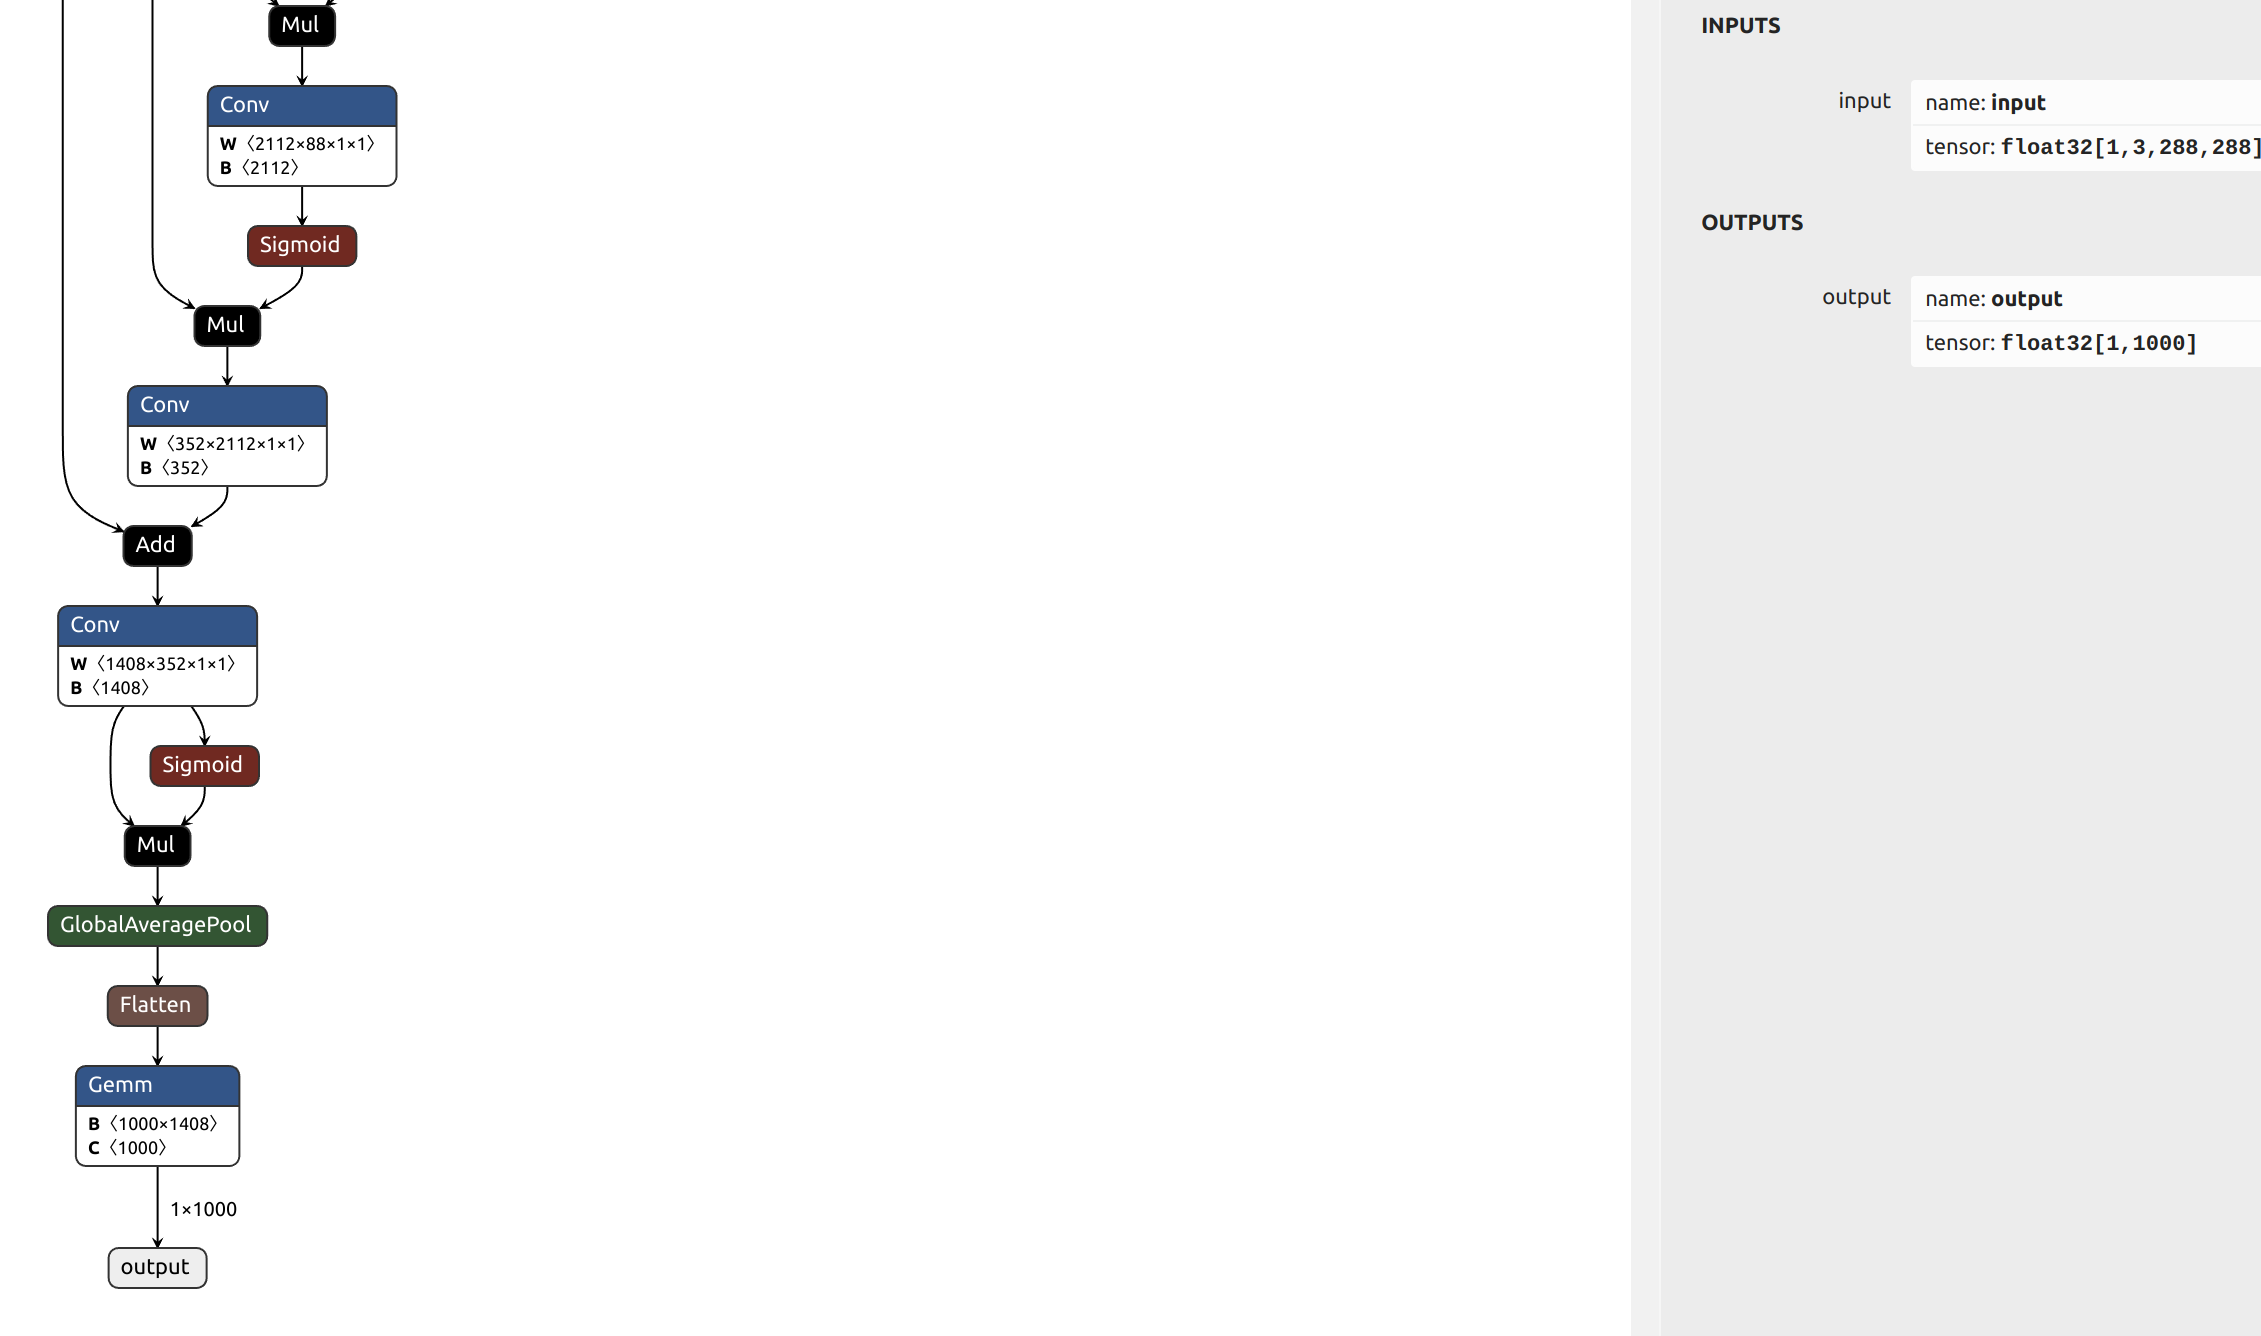 Mul
Conv
W 〈2112×88×1×1〉
B 〈2112〉
Sigmoid
Mul
Conv
W 〈352×2112×1×1〉
B 〈352〉
Add
Conv
W 〈1408×352×1×1〉
B 〈1408〉
Sigmoid
Mul
GlobalAveragePool
Flatten
Gemm
B 〈1000×1408〉
C 〈1000〉
1×1000
output
INPUTS
input
name: input
tensor: float32[1,3,288,288]
OUTPUTS
output
name: output
tensor: float32[1,1000]